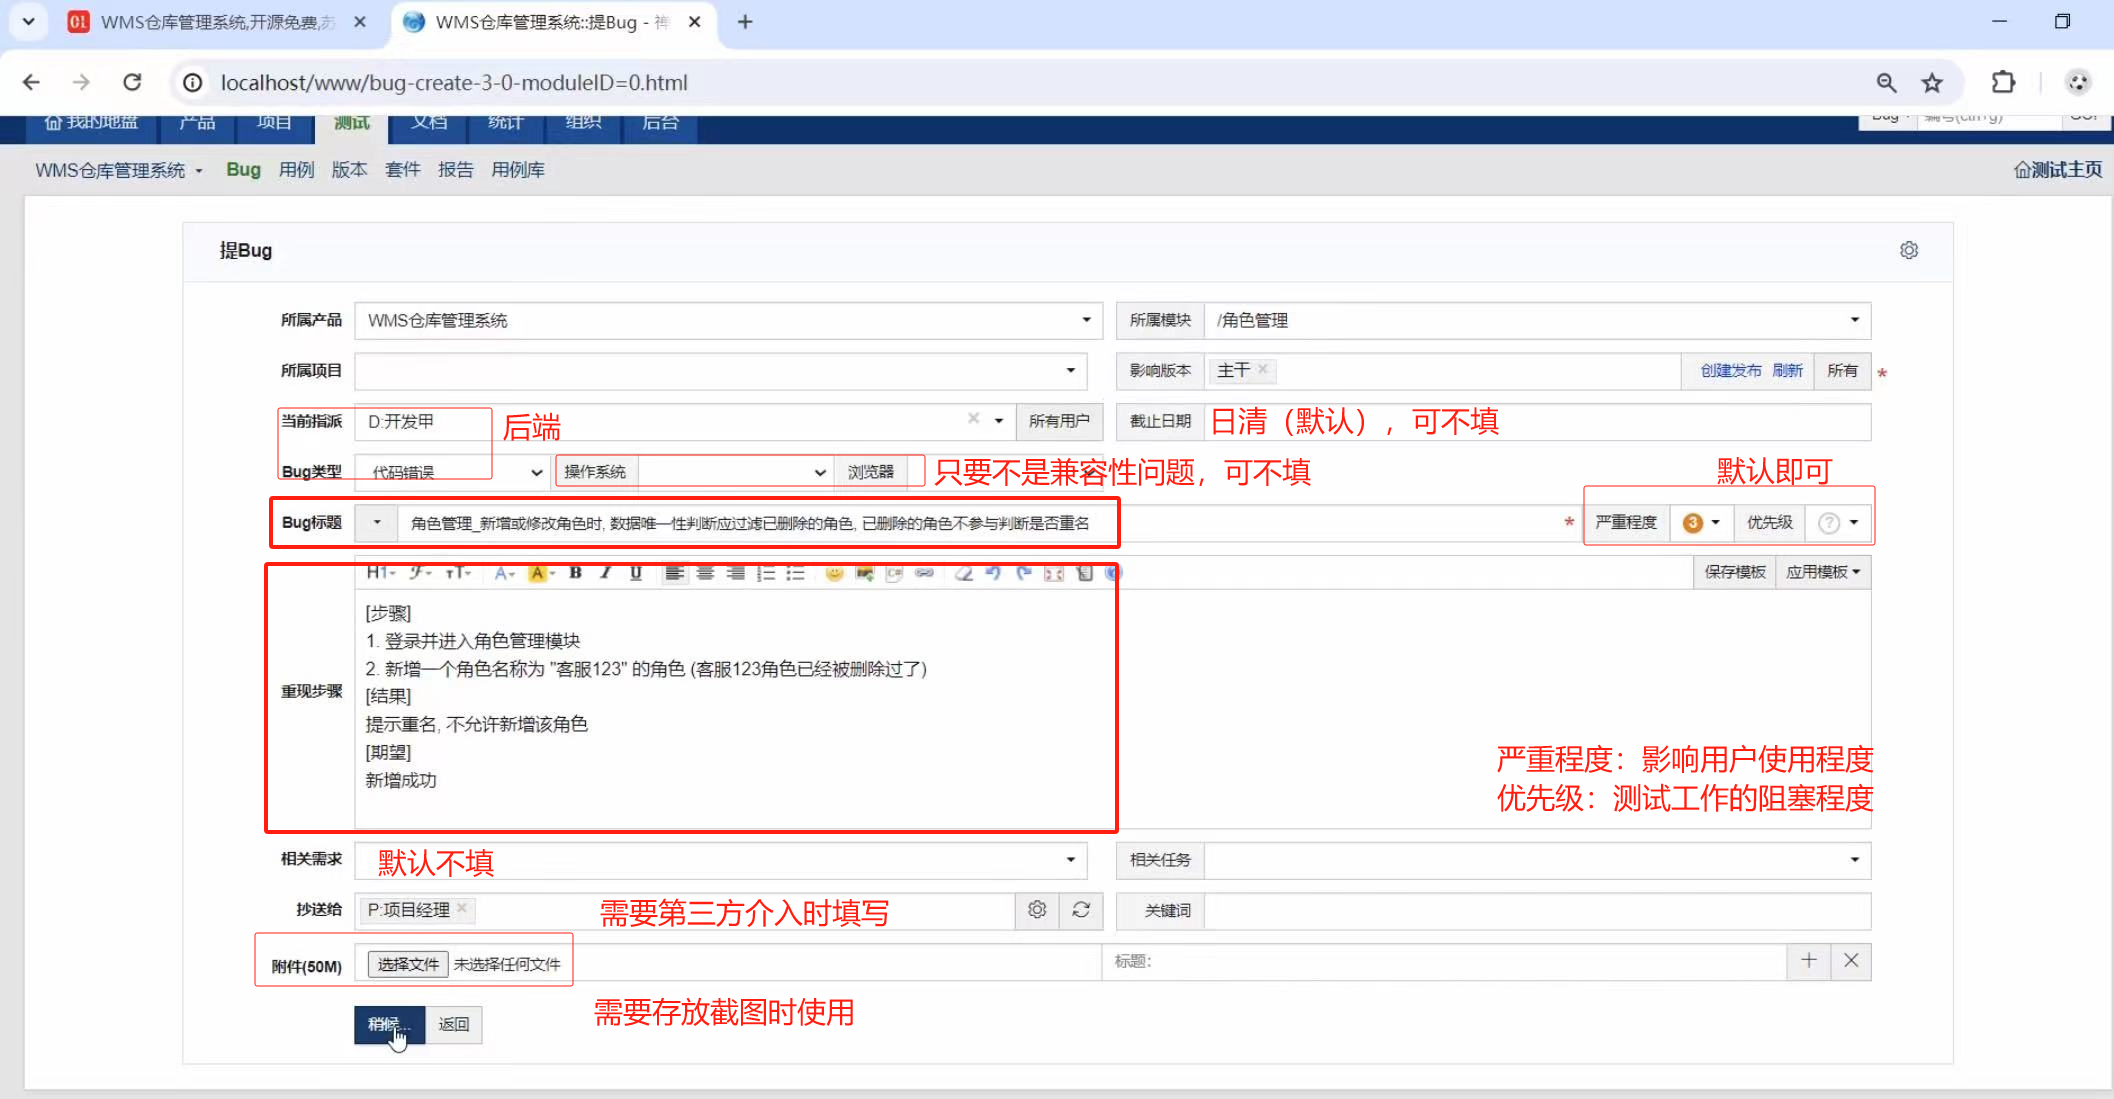 WMS仓库管理系统,开源免费,苏
WMS仓库管理系统::提Bug - 禅
localhost/www/bug-create-3-0-moduleID=0.html
我的地盘 产品 项目 测试 文档 统计 组织 后台 Bug 编号(ctrl+g) GO!
WMS仓库管理系统 Bug 用例 版本 套件 报告 用例库 测试主页
提Bug
所属产品 WMS仓库管理系统 所属模块 /角色管理
所属项目 影响版本 主干 × 创建发布 刷新 所有 *
当前指派 D:开发甲 后端 × 所有用户 截止日期 日清（默认），可不填
Bug类型 代码错误 操作系统 浏览器 只要不是兼容性问题，可不填 默认即可
Bug标题 角色管理_新增或修改角色时, 数据唯一性判断应过滤已删除的角色, 已删除的角色不参与判断是否重名 * 严重程度 3 优先级 ?
H1 F TT A A B I U C# 保存模板 应用模板
重现步骤
[步骤]
1. 登录并进入角色管理模块
2. 新增一个角色名称为 "客服123" 的角色 (客服123角色已经被删除过了)
[结果]
提示重名, 不允许新增该角色
[期望]
新增成功
严重程度：影响用户使用程度
优先级：测试工作的阻塞程度
相关需求 默认不填 相关任务
抄送给 P:项目经理 × 需要第三方介入时填写 关键词
附件(50M) 选择文件 未选择任何文件 标题：
需要存放截图时使用
稍候... 返回